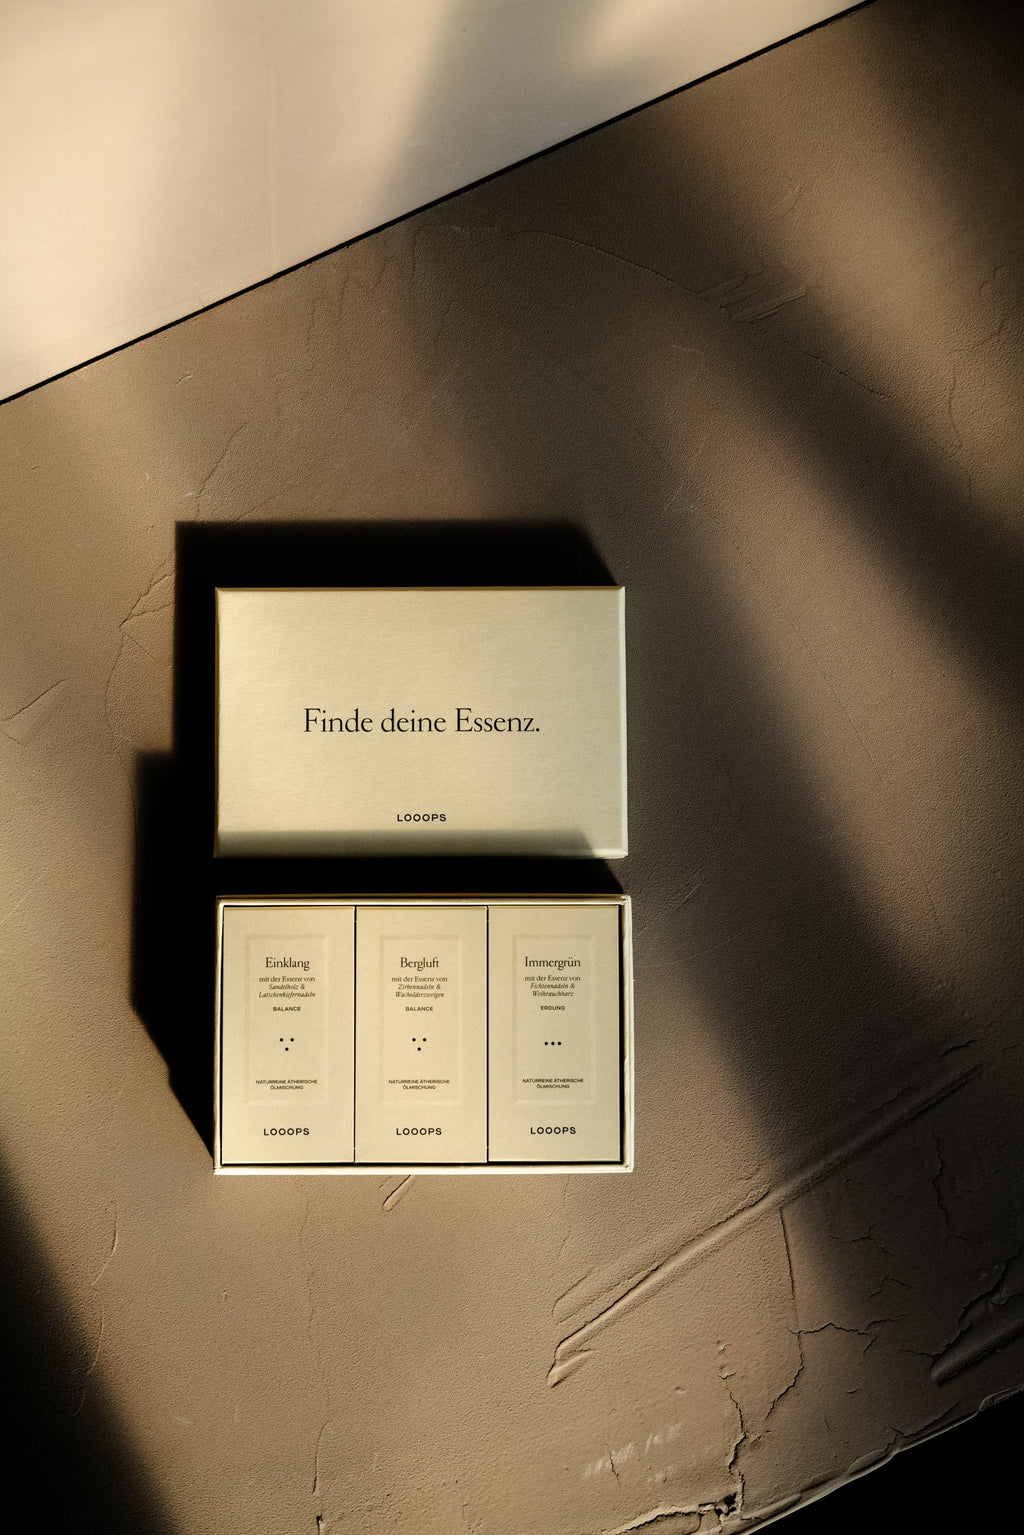 Finde deine Essenz.
LOOOPS
Einklang
mit der Essenz von
Sandelholz &
Latschenkiefernadeln
BALANCE
NATURREINE ÄTHERISCHE
ÖLMISCHUNG
LOOOPS
Bergluft
mit der Essenz von
Zirbennadeln &
Wacholderzweigen
BALANCE
NATURREINE ÄTHERISCHE
ÖLMISCHUNG
LOOOPS
Immergrün
mit der Essenz von
Fichtennadeln &
Weihrauchharz
ERDUNG
NATURREINE ÄTHERISCHE
ÖLMISCHUNG
LOOOPS